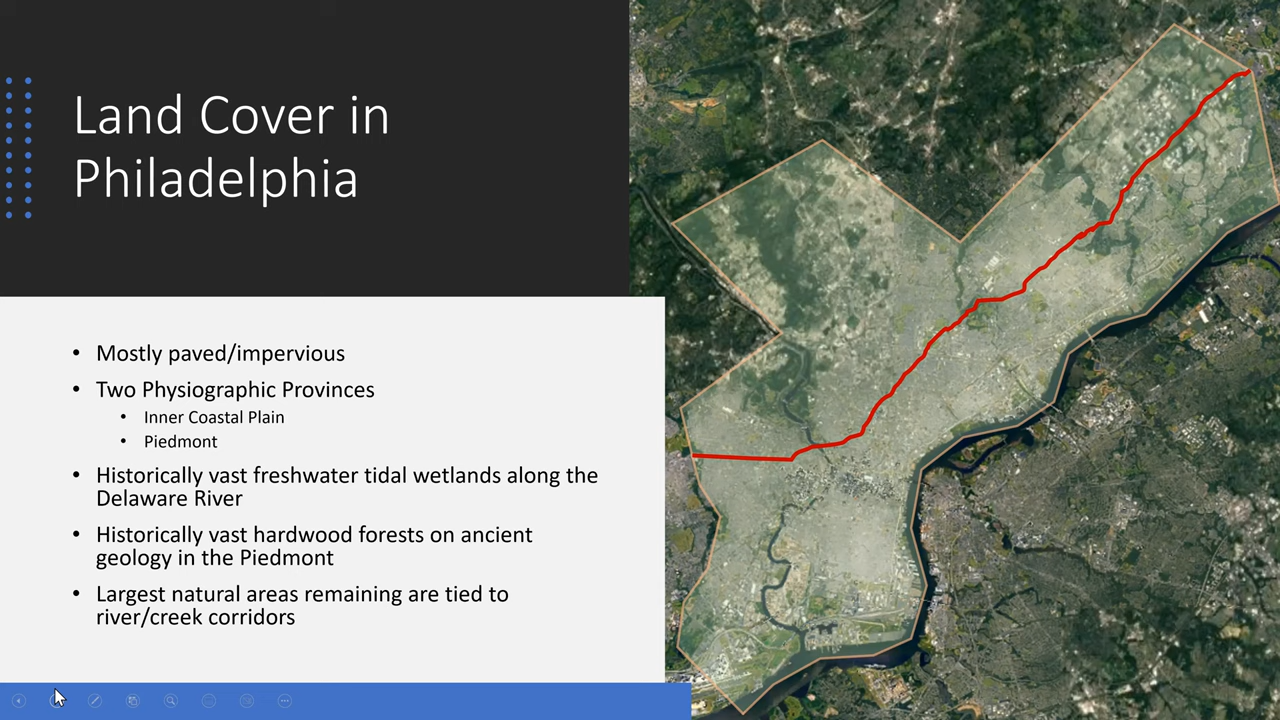 Land Cover in
Philadelphia
• Mostly paved/impervious
• Two Physiographic Provinces
• Inner Coastal Plain
• Piedmont
• Historically vast freshwater tidal wetlands along the
Delaware River
• Historically vast hardwood forests on ancient
geology in the Piedmont
• Largest natural areas remaining are tied to
river/creek corridors